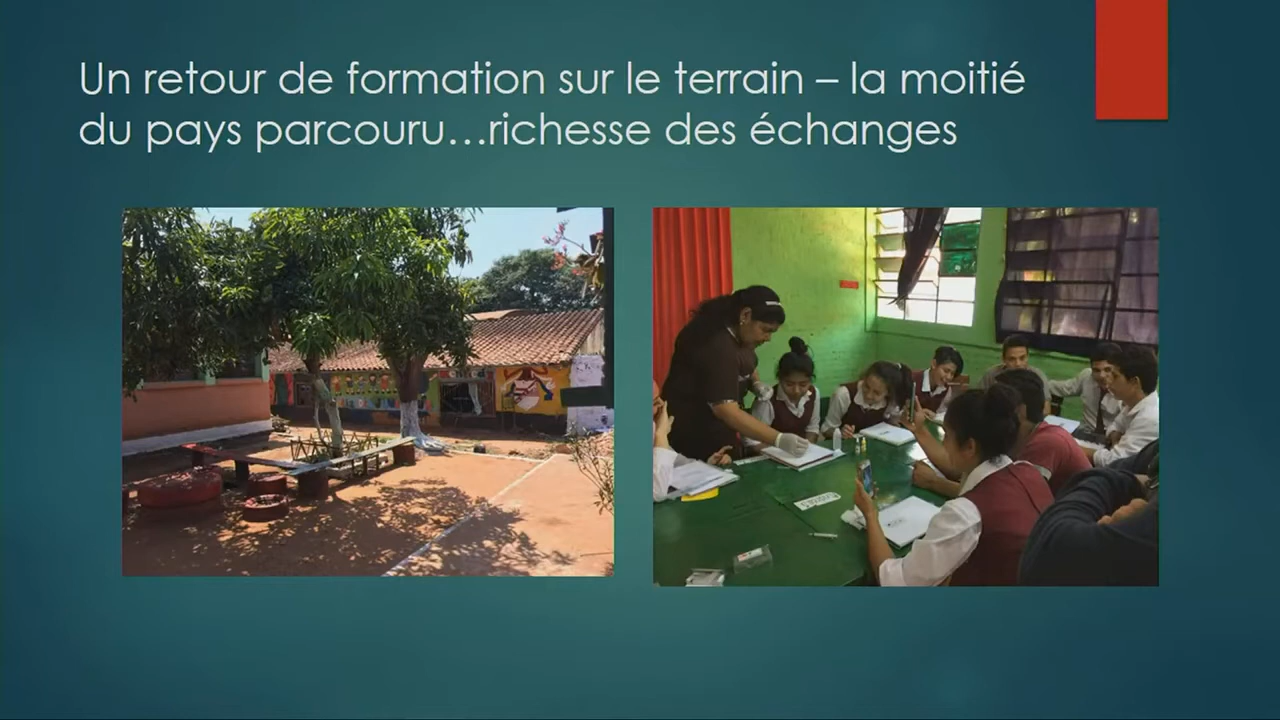 Un retour de formation sur le terrain – la moitié
du pays parcouru…richesse des échanges